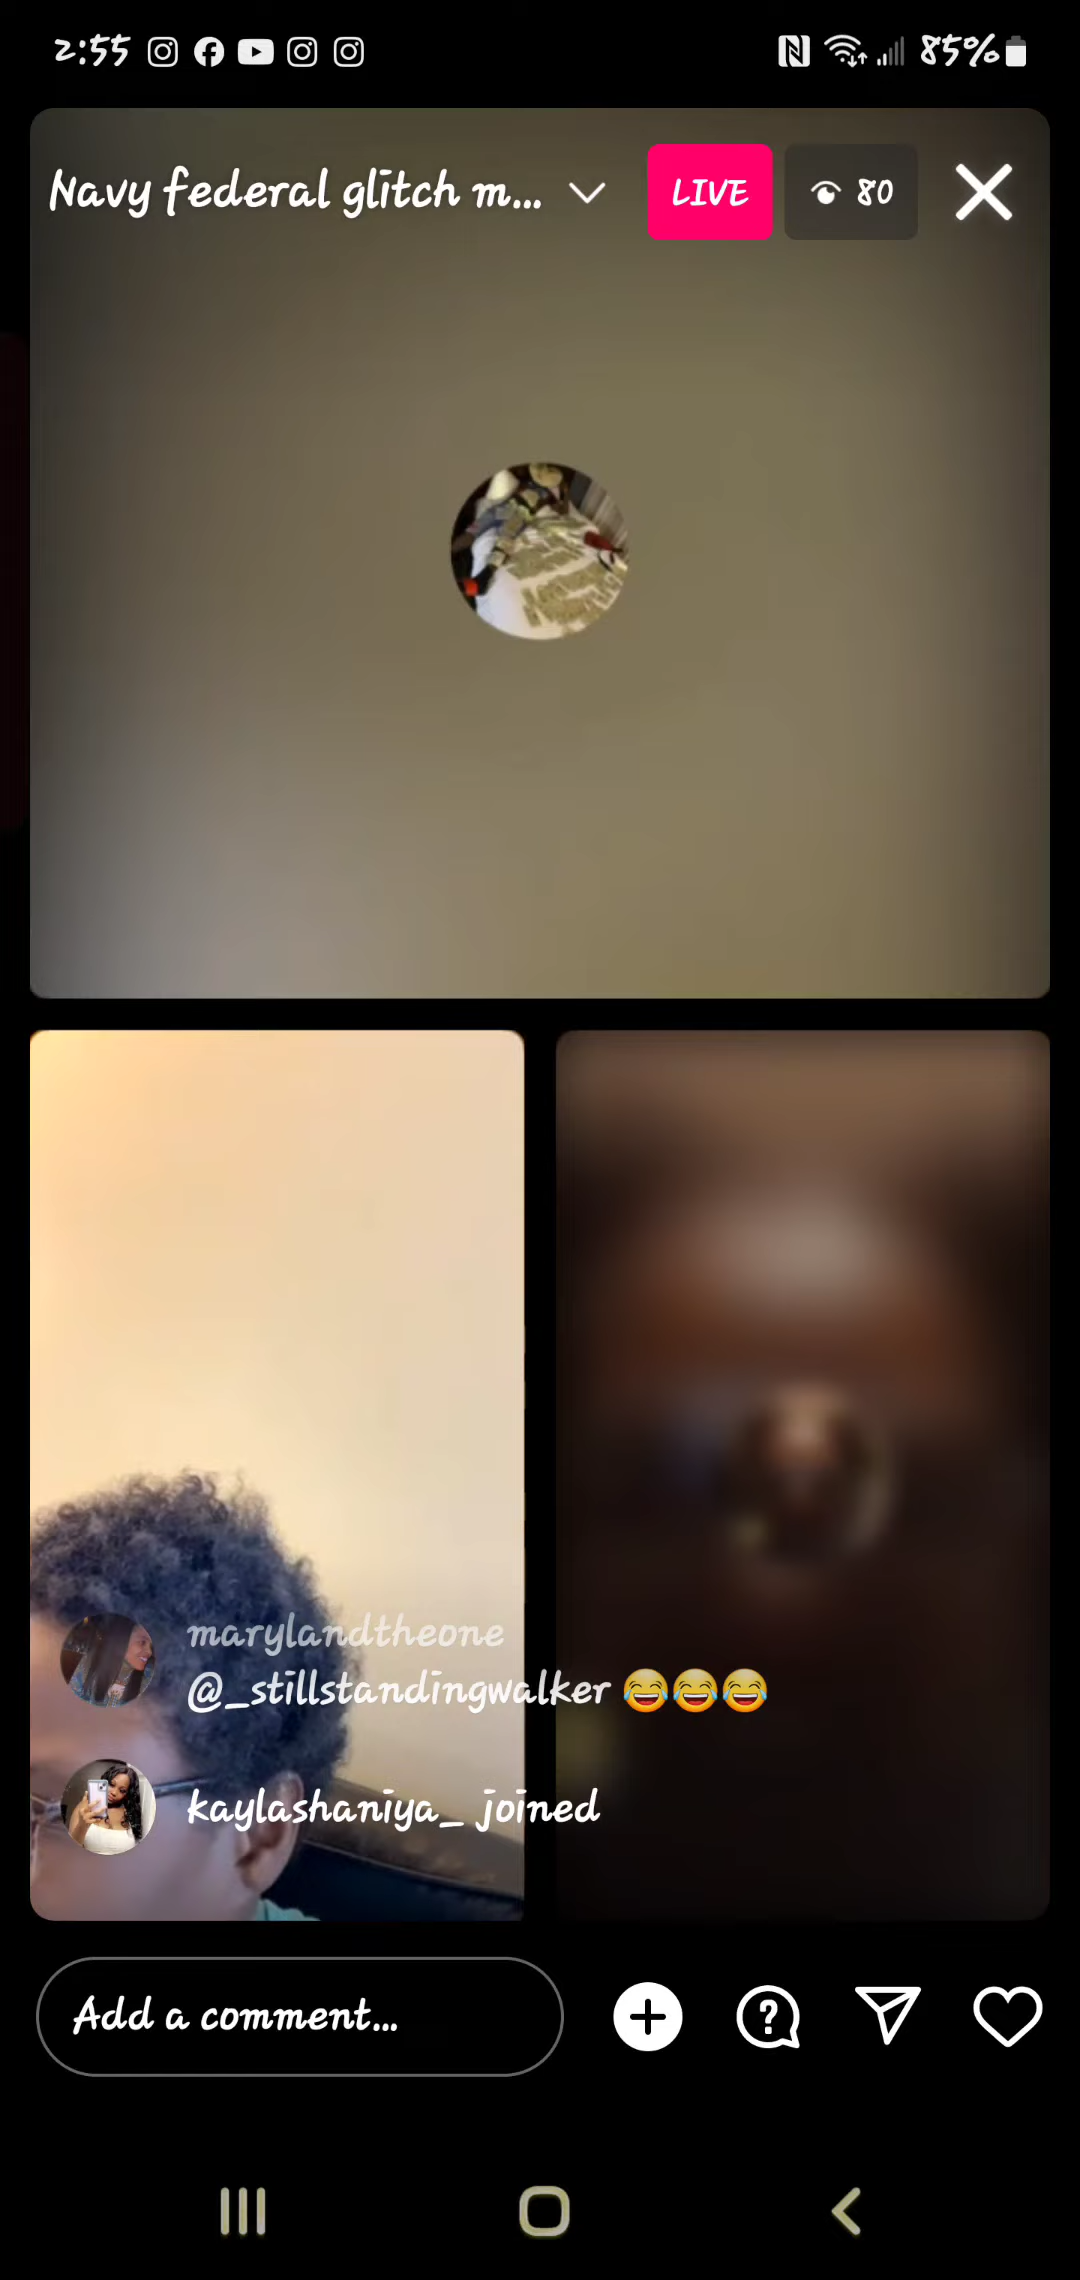 2:55 85%
Navy federal glitch m... LIVE 80
marylandtheone
@_stillstandingwalker 😂😂😂
kaylashaniya_ joined
Add a comment...